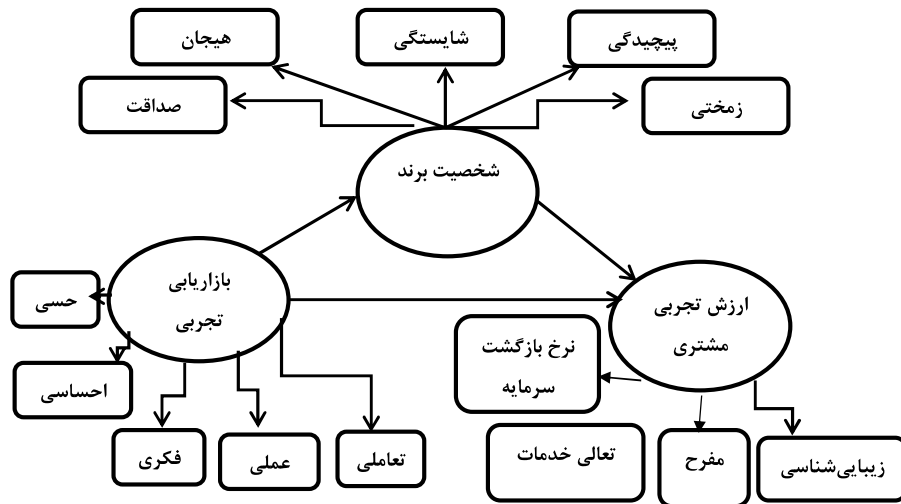 پیچیدگی
شایستگی
هیجان
زمختی
صداقت
شخصیت برند
بازاریابی
تجربی
ارزش تجربی
مشتری
حسی
احساسی
فکری
عملی
تعاملی
نرخ بازگشت
سرمایه
تعالی خدمات
مفرح
زیبایی‌شناسی